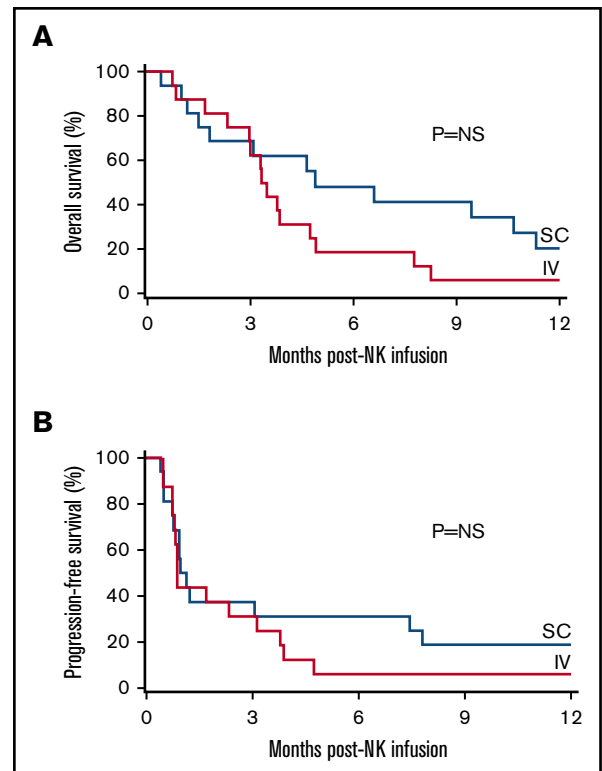 A
Overall survival (%)
100
80
60
40
20
0
P=NS
SC
IV
0 3 6 9 12
Months post-NK infusion
B
Progression-free survival (%)
100
80
60
40
20
0
P=NS
SC
IV
0 3 6 9 12
Months post-NK infusion